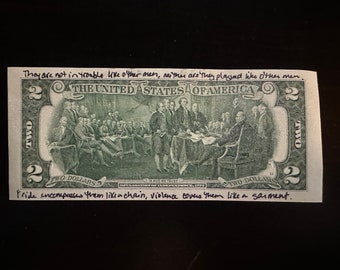 They are not in trouble like other men, neither are they plagued like other men.
THE UNITED STATES OF AMERICA
2 2
TWO TWO
2 2
TWO DOLLARS TWO DOLLARS
Pride encompasses them like a chain, violence covers them like a garment.